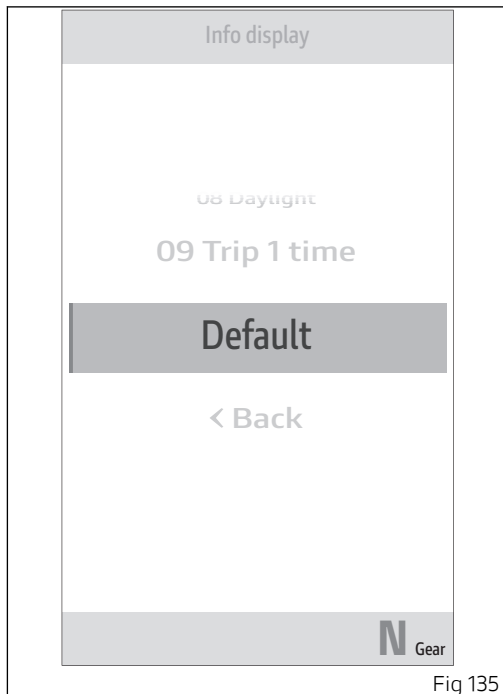 Info display
08 Daylight
09 Trip 1 time
Default
< Back
N Gear
Fig 135